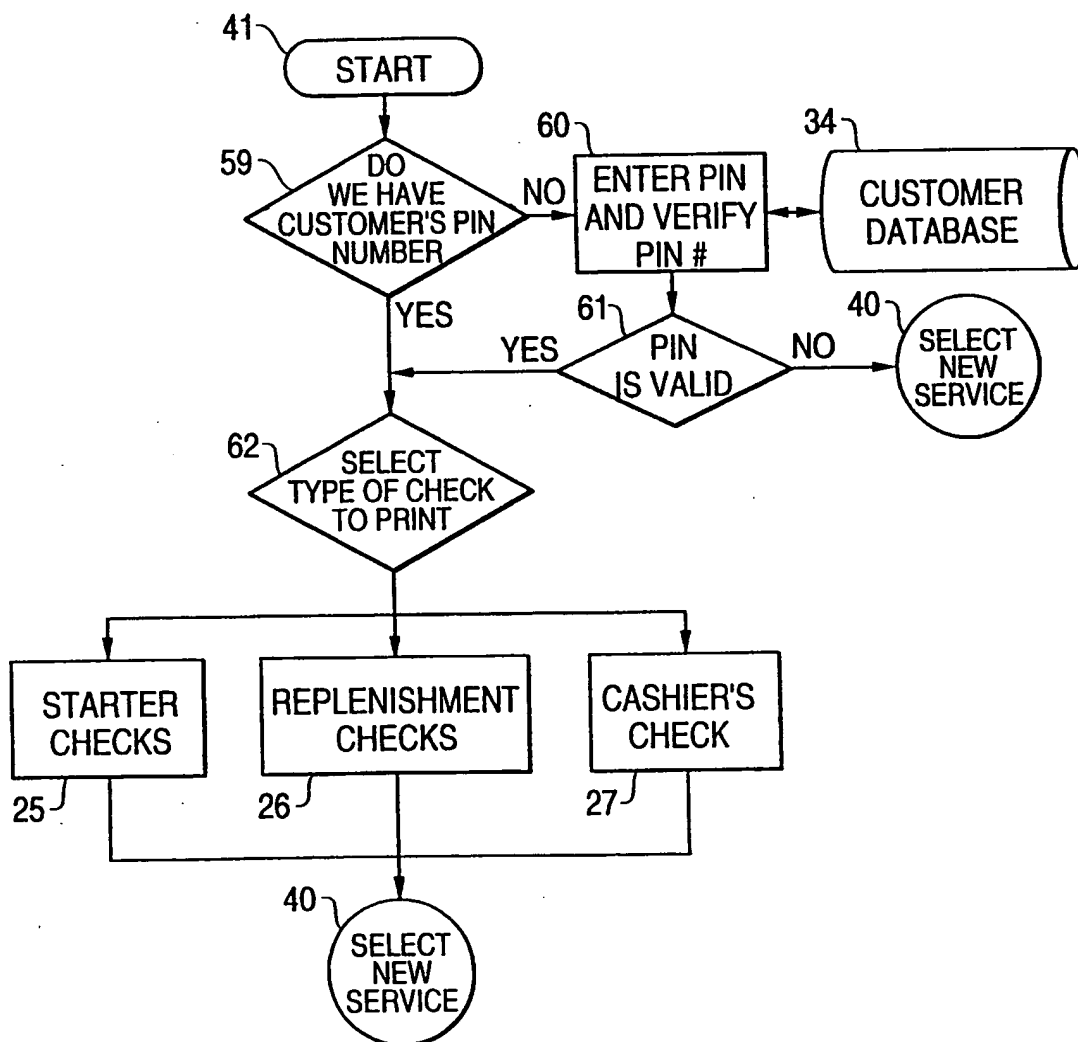 41
START
59
DO
WE HAVE
CUSTOMER'S PIN
NUMBER
NO
60
ENTER PIN
AND VERIFY
PIN #
34
CUSTOMER
DATABASE
YES
61
PIN
IS VALID
YES
NO
40
SELECT
NEW
SERVICE
62
SELECT
TYPE OF CHECK
TO PRINT
STARTER
CHECKS
25
REPLENISHMENT
CHECKS
26
CASHIER'S
CHECK
27
40
SELECT
NEW
SERVICE